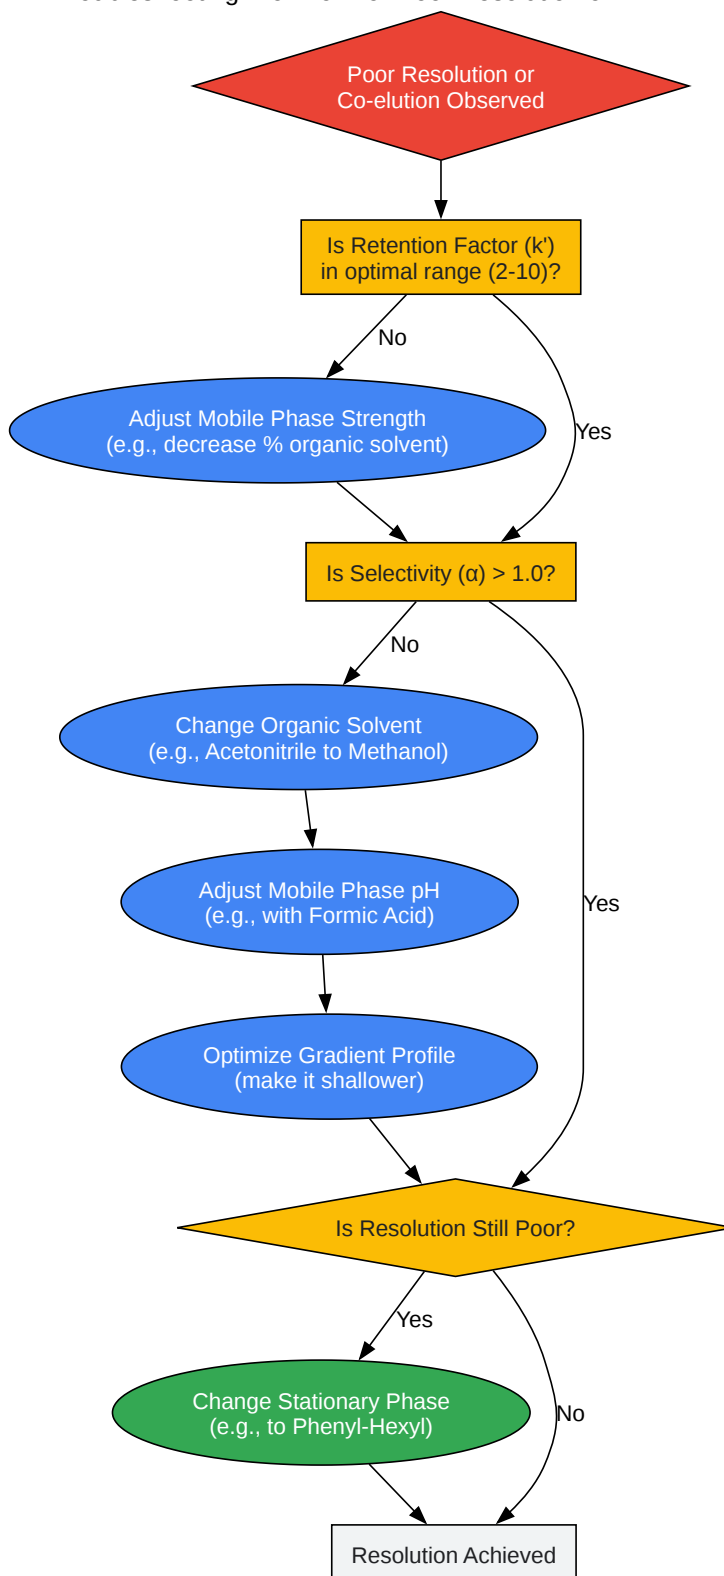 Poor Resolution or
Co-elution Observed
Is Retention Factor (k')
in optimal range (2-10)?
No
Adjust Mobile Phase Strength
(e.g., decrease % organic solvent)
Yes
Is Selectivity (α) > 1.0?
No
Change Organic Solvent
(e.g., Acetonitrile to Methanol)
Adjust Mobile Phase pH
(e.g., with Formic Acid)
Yes
Optimize Gradient Profile
(make it shallower)
Is Resolution Still Poor?
Yes
Change Stationary Phase
(e.g., to Phenyl-Hexyl)
No
Resolution Achieved